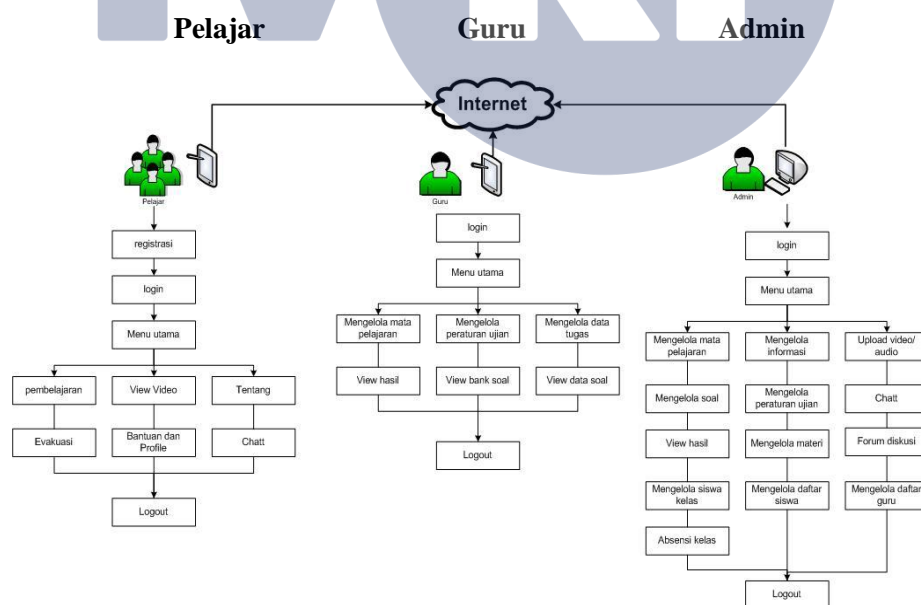 Pelajar
Guru
Admin
Internet
Pelajar
registrasi
login
Menu utama
pembelajaran
View Video
Tentang
Evakuasi
Bantuan dan
Profile
Chatt
Logout
Guru
login
Menu utama
Mengelola mata
pelajaran
Mengelola
peraturan ujian
Mengelola data
tugas
View hasil
View bank soal
View data soal
Logout
Admin
login
Menu utama
Mengelola mata
pelajaran
Mengelola
informasi
Upload video/
audio
Mengelola soal
Mengelola
peraturan ujian
Chatt
View hasil
Mengelola materi
Forum diskusi
Mengelola siswa
kelas
Mengelola daftar
siswa
Mengelola daftar
guru
Absensi kelas
Logout